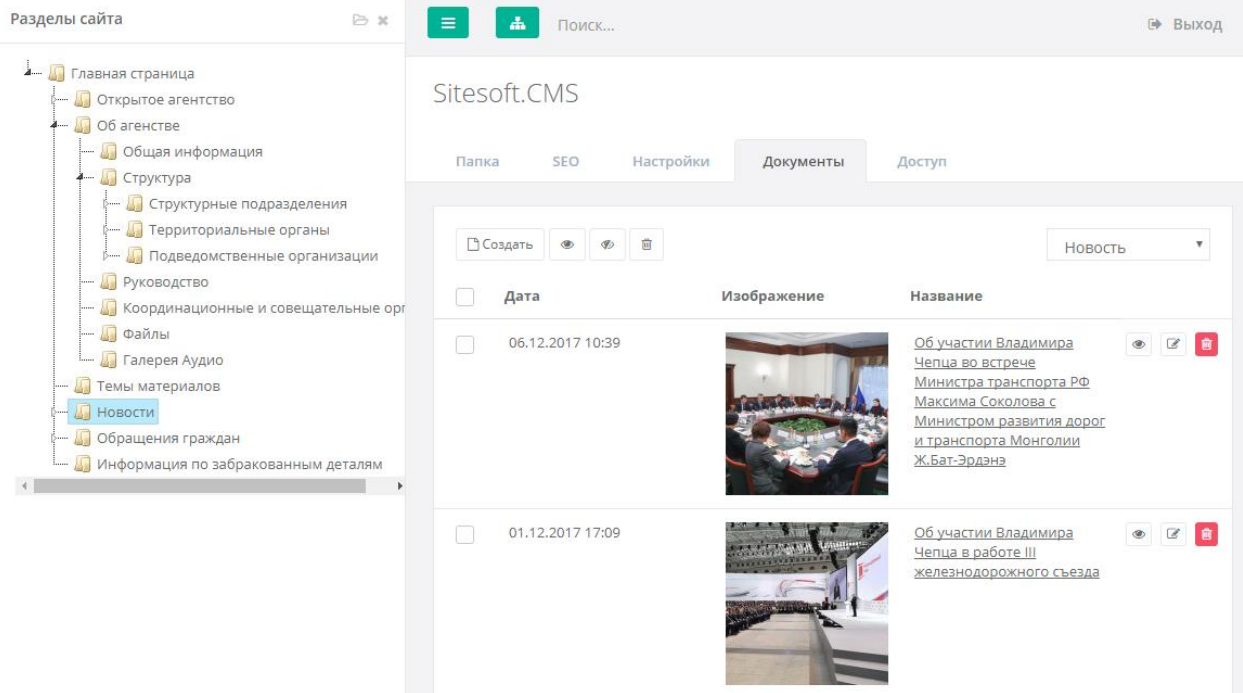 Разделы сайта
Поиск...
Выход
Главная страница
Открытое агентство
Об агенстве
Общая информация
Структура
Структурные подразделения
Территориальные органы
Подведомственные организации
Руководство
Координационные и совещательные
Файлы
Галерея Аудио
Темы материалов
Новости
Обращения граждан
Информация по забракованным деталям
Sitesoft.CMS
Папка SEO Настройки Документы Доступ
Создать
Новость
Дата Изображение Название
06.12.2017 10:39
Об участии Владимира
Чепца во встрече
Министра транспорта РФ
Максима Соколова с
Министром развития дорог
и транспорта Монголии
Ж.Бат-Эрдэнэ
01.12.2017 17:09
Об участии Владимира
Чепца в работе III
железнодорожного съезда